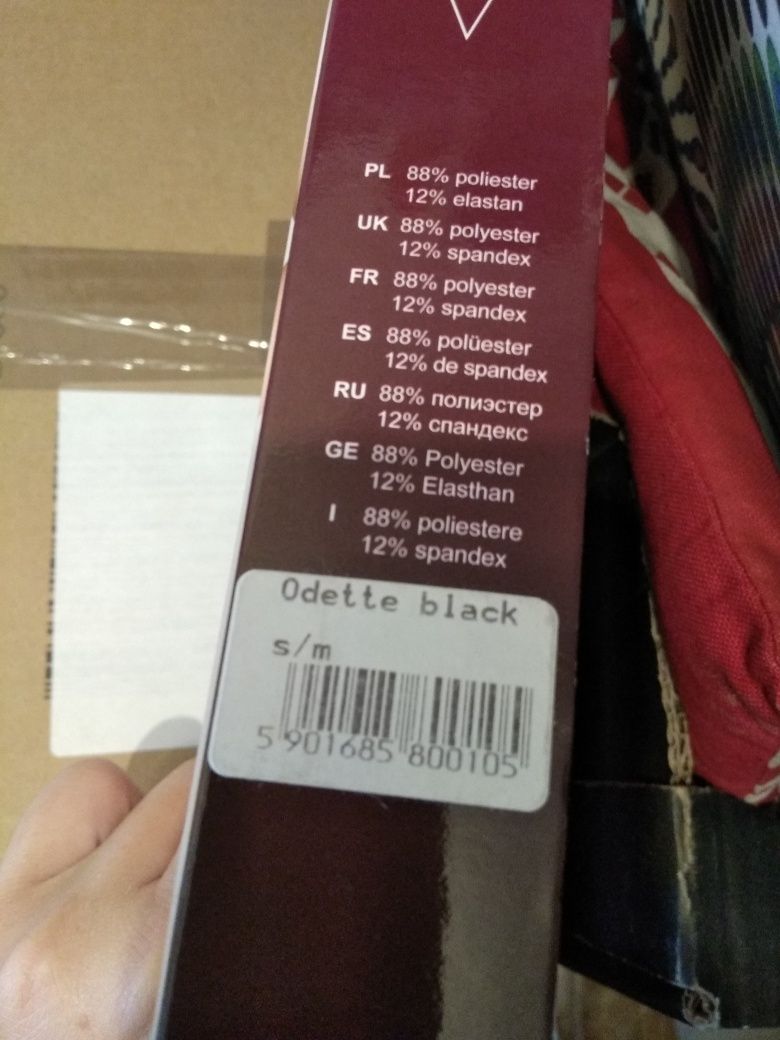 PL 88% poliester
12% elastan
UK 88% polyester
12% spandex
FR 88% polyester
12% spandex
ES 88% polüester
12% de spandex
RU 88% полиэстер
12% спандекс
GE 88% Polyester
12% Elasthan
I 88% poliestere
12% spandex
Odette black
s/m
5 901685 800105